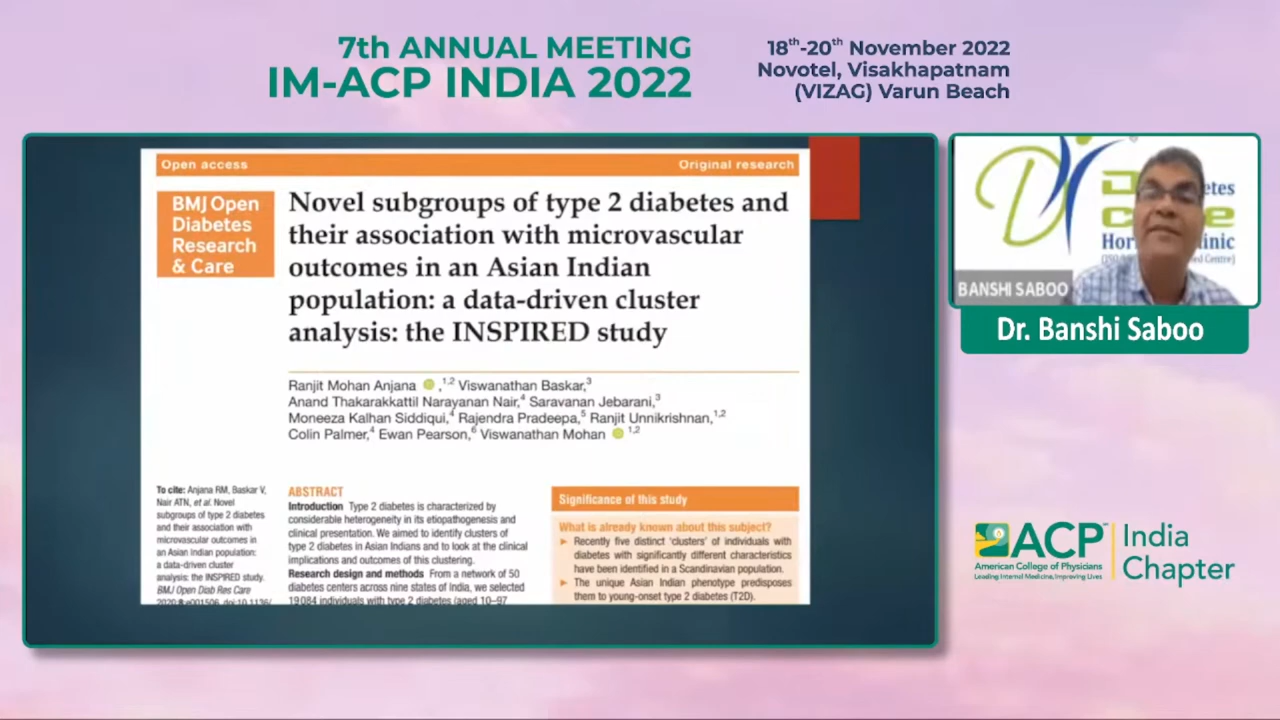 7th ANNUAL MEETING
IM-ACP INDIA 2022
18th-20th November 2022
Novotel, Visakhapatnam
(VIZAG) Varun Beach
Open access
Original research
BMJ Open
Diabetes
Research
& Care
Novel subgroups of type 2 diabetes and
their association with microvascular
outcomes in an Asian Indian
population: a data-driven cluster
analysis: the INSPIRED study
Ranjit Mohan Anjana ,1,2 Viswanathan Baskar,3
Anand Thakarakkattil Narayanan Nair,4 Saravanan Jebarani,3
Moneeza Kalhan Siddiqui,4 Rajendra Pradeepa,5 Ranjit Unnikrishnan,1,2
Colin Palmer,4 Ewan Pearson,6 Viswanathan Mohan 1,2
To cite: Anjana RM, Baskar V,
Nair ATN, et al. Novel
subgroups of type 2 diabetes
and their association with
microvascular outcomes in
an Asian Indian population:
a data-driven cluster
analysis: the INSPIRED study.
BMJ Open Diab Res Care
ABSTRACT
Introduction Type 2 diabetes is characterized by
considerable heterogeneity in its etiopathogenesis and
clinical presentation. We aimed to identify clusters of
type 2 diabetes in Asian Indians and to look at the clinical
implications and outcomes of this clustering.
Research design and methods From a network of 50
diabetes centers across nine states of India, we selected
19 084 individuals with type 2 diabetes (aged 10–97
Significance of this study
What is already known about this subject?
► Recently five distinct 'clusters' of individuals with
diabetes with significantly different characteristics
have been identified in a Scandinavian population.
► The unique Asian Indian phenotype predisposes
them to young-onset type 2 diabetes (T2D).
BANSHI SABOO
Dr. Banshi Saboo
ACP
American College of Physicians
Leading Internal Medicine, Improving Lives
India
Chapter